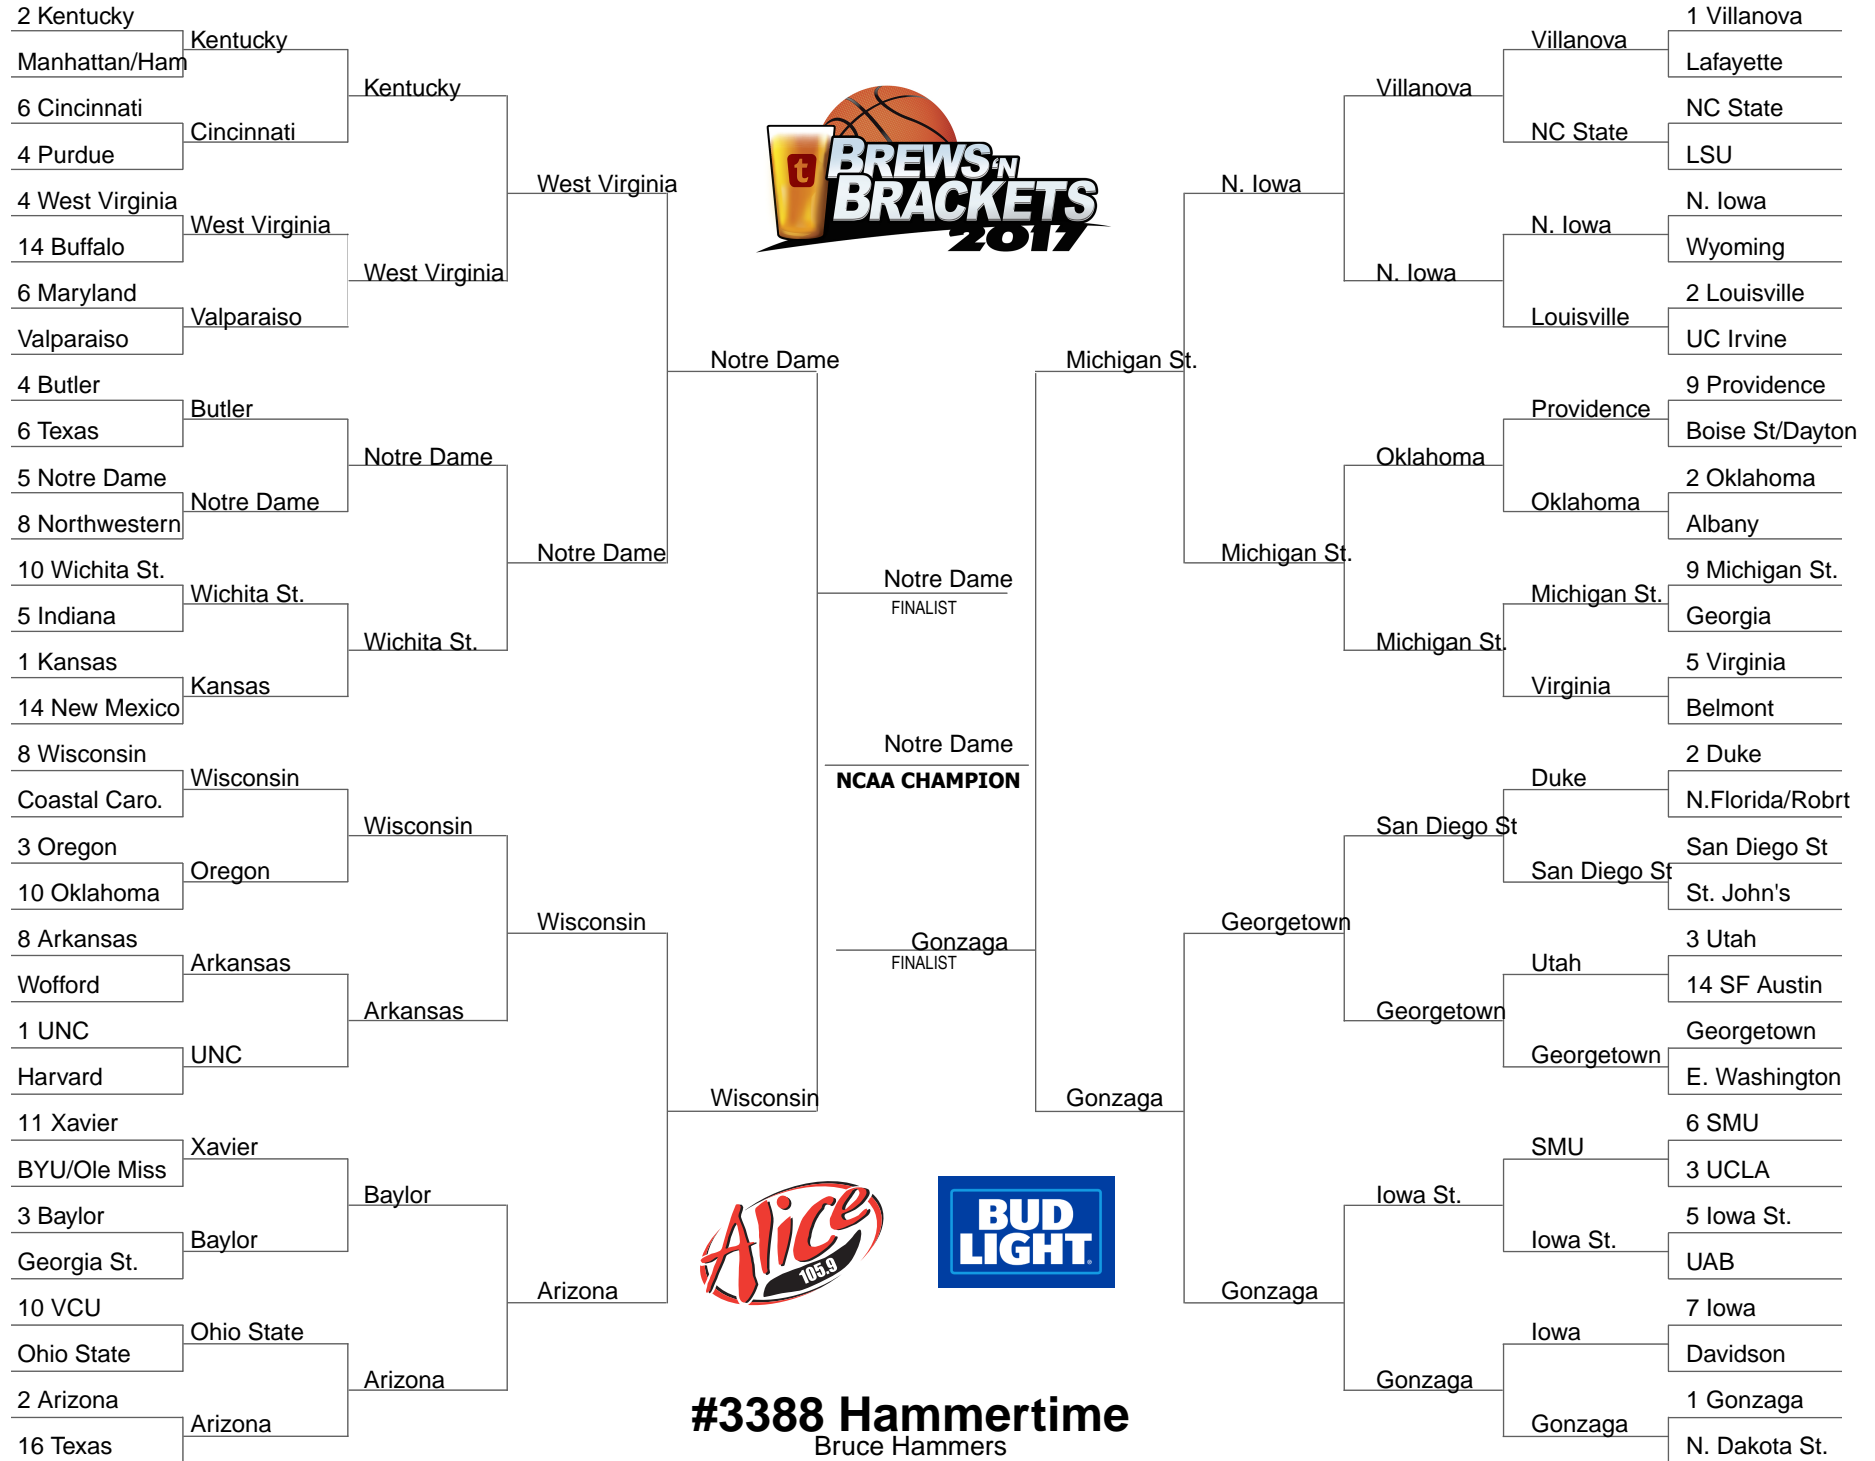 2 Kentucky
Manhattan/Ham
6 Cincinnati
4 Purdue
4 West Virginia
14 Buffalo
6 Maryland
Valparaiso
4 Butler
6 Texas
5 Notre Dame
8 Northwestern
10 Wichita St.
5 Indiana
1 Kansas
14 New Mexico
8 Wisconsin
Coastal Caro.
3 Oregon
10 Oklahoma
8 Arkansas
Wofford
1 UNC
Harvard
11 Xavier
BYU/Ole Miss
3 Baylor
Georgia St.
10 VCU
Ohio State
2 Arizona
16 Texas
Kentucky
Cincinnati
West Virginia
Valparaiso
Butler
Notre Dame
Wichita St.
Kansas
Wisconsin
Oregon
Arkansas
UNC
Xavier
Baylor
Ohio State
Arizona
Kentucky
West Virginia
Notre Dame
Wichita St.
Wisconsin
Arkansas
Baylor
Arizona
West Virginia
Notre Dame
Wisconsin
Arizona
Notre Dame
Wisconsin
t
BREWS 'N
BRACKETS
2017
Notre Dame
FINALIST
Notre Dame
NCAA CHAMPION
Gonzaga
FINALIST
Alice
105.9
BUD
LIGHT
#3388 Hammertime
Bruce Hammers
Michigan St.
Gonzaga
N. Iowa
Michigan St.
Georgetown
Gonzaga
Villanova
N. Iowa
Oklahoma
Michigan St.
San Diego St
Georgetown
Iowa St.
Gonzaga
Villanova
NC State
N. Iowa
Louisville
Providence
Oklahoma
Michigan St.
Virginia
Duke
San Diego St
Utah
Georgetown
SMU
Iowa St.
Iowa
Gonzaga
1 Villanova
Lafayette
NC State
LSU
N. Iowa
Wyoming
2 Louisville
UC Irvine
9 Providence
Boise St/Dayton
2 Oklahoma
Albany
9 Michigan St.
Georgia
5 Virginia
Belmont
2 Duke
N.Florida/Robrt
San Diego St
St. John's
3 Utah
14 SF Austin
Georgetown
E. Washington
6 SMU
3 UCLA
5 Iowa St.
UAB
7 Iowa
Davidson
1 Gonzaga
N. Dakota St.